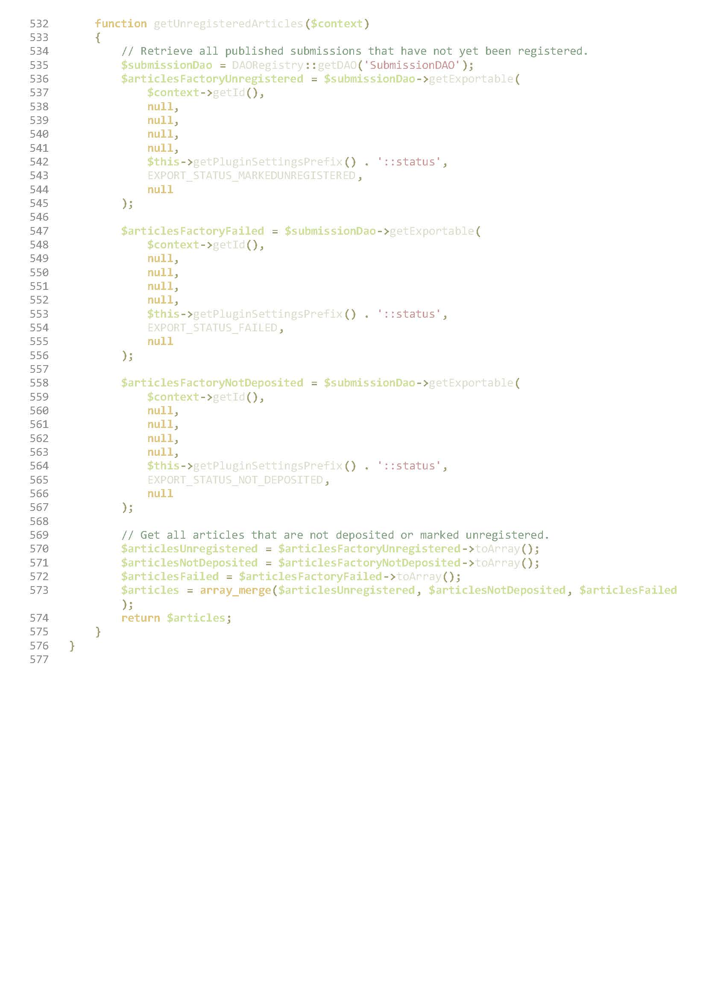 532 function getUnregisteredArticles($context)
533 {
534 // Retrieve all published submissions that have not yet been registered.
535 $submissionDao = DAORegistry::getDAO('SubmissionDAO');
536 $articlesFactoryUnregistered = $submissionDao->getExportable(
537 $context->getId(),
538 null,
539 null,
540 null,
541 null,
542 $this->getPluginSettingsPrefix() . '::status',
543 EXPORT_STATUS_MARKEDUNREGISTERED,
544 null
545 );
546
547 $articlesFactoryFailed = $submissionDao->getExportable(
548 $context->getId(),
549 null,
550 null,
551 null,
552 null,
553 $this->getPluginSettingsPrefix() . '::status',
554 EXPORT_STATUS_FAILED,
555 null
556 );
557
558 $articlesFactoryNotDeposited = $submissionDao->getExportable(
559 $context->getId(),
560 null,
561 null,
562 null,
563 null,
564 $this->getPluginSettingsPrefix() . '::status',
565 EXPORT_STATUS_NOT_DEPOSITED,
566 null
567 );
568
569 // Get all articles that are not deposited or marked unregistered.
570 $articlesUnregistered = $articlesFactoryUnregistered->toArray();
571 $articlesNotDeposited = $articlesFactoryNotDeposited->toArray();
572 $articlesFailed = $articlesFactoryFailed->toArray();
573 $articles = array_merge($articlesUnregistered, $articlesNotDeposited, $articlesFailed
);
574 return $articles;
575 }
576 }
577